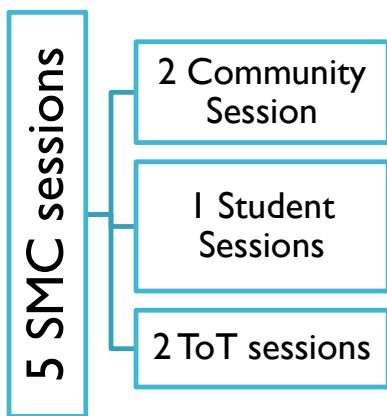 5 SMC sessions
2 Community
Session
1 Student
Sessions
2 ToT sessions